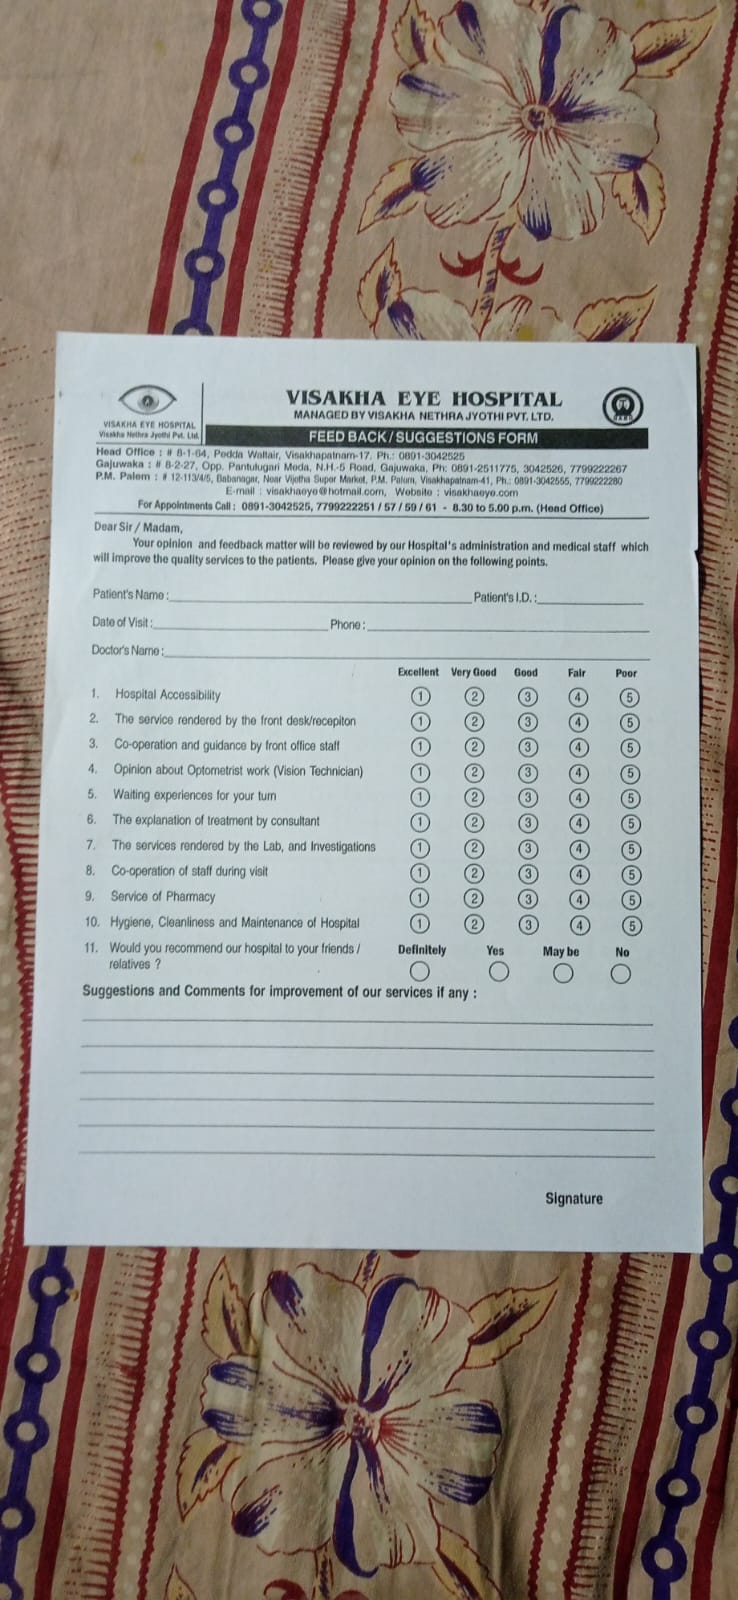 VISAKHA EYE HOSPITAL
Visakha Nethra Jyothi Pvt. Ltd.
VISAKHA EYE HOSPITAL
MANAGED BY VISAKHA NETHRA JYOTHI PVT. LTD.
FEED BACK / SUGGESTIONS FORM
Head Office : # 8-1-64, Pedda Waltair, Visakhapatnam-17, Ph.: 0891-3042525
Gajuwaka : # 8-2-27, Opp. Pantulugari Meda, N.H.-5 Road, Gajuwaka, Ph: 0891-2511775, 3042526, 7799222267
P.M. Palem : # 12-113/4/5, Babanagar, Near Vijetha Super Market, P.M. Palem, Visakhapatnam-41, Ph.: 0891-3042555, 7799222280
E-mail : visakhaeye@hotmail.com, Website : visakhaeye.com
For Appointments Call : 0891-3042525, 7799222251 / 57 / 59 / 61 - 8.30 to 5.00 p.m. (Head Office)
Dear Sir / Madam,
Your opinion and feedback matter will be reviewed by our Hospital's administration and medical staff which
will improve the quality services to the patients. Please give your opinion on the following points.
Patient's Name : Patient's I.D. :
Date of Visit : Phone :
Doctor's Name :
Excellent Very Good Good Fair Poor
1. Hospital Accessibility 1 2 3 4 5
2. The service rendered by the front desk/recepiton 1 2 3 4 5
3. Co-operation and guidance by front office staff 1 2 3 4 5
4. Opinion about Optometrist work (Vision Technician) 1 2 3 4 5
5. Waiting experiences for your turn 1 2 3 4 5
6. The explanation of treatment by consultant 1 2 3 4 5
7. The services rendered by the Lab, and Investigations 1 2 3 4 5
8. Co-operation of staff during visit 1 2 3 4 5
9. Service of Pharmacy 1 2 3 4 5
10. Hygiene, Cleanliness and Maintenance of Hospital 1 2 3 4 5
11. Would you recommend our hospital to your friends / Definitely Yes May be No
relatives ?
Suggestions and Comments for improvement of our services if any :
Signature